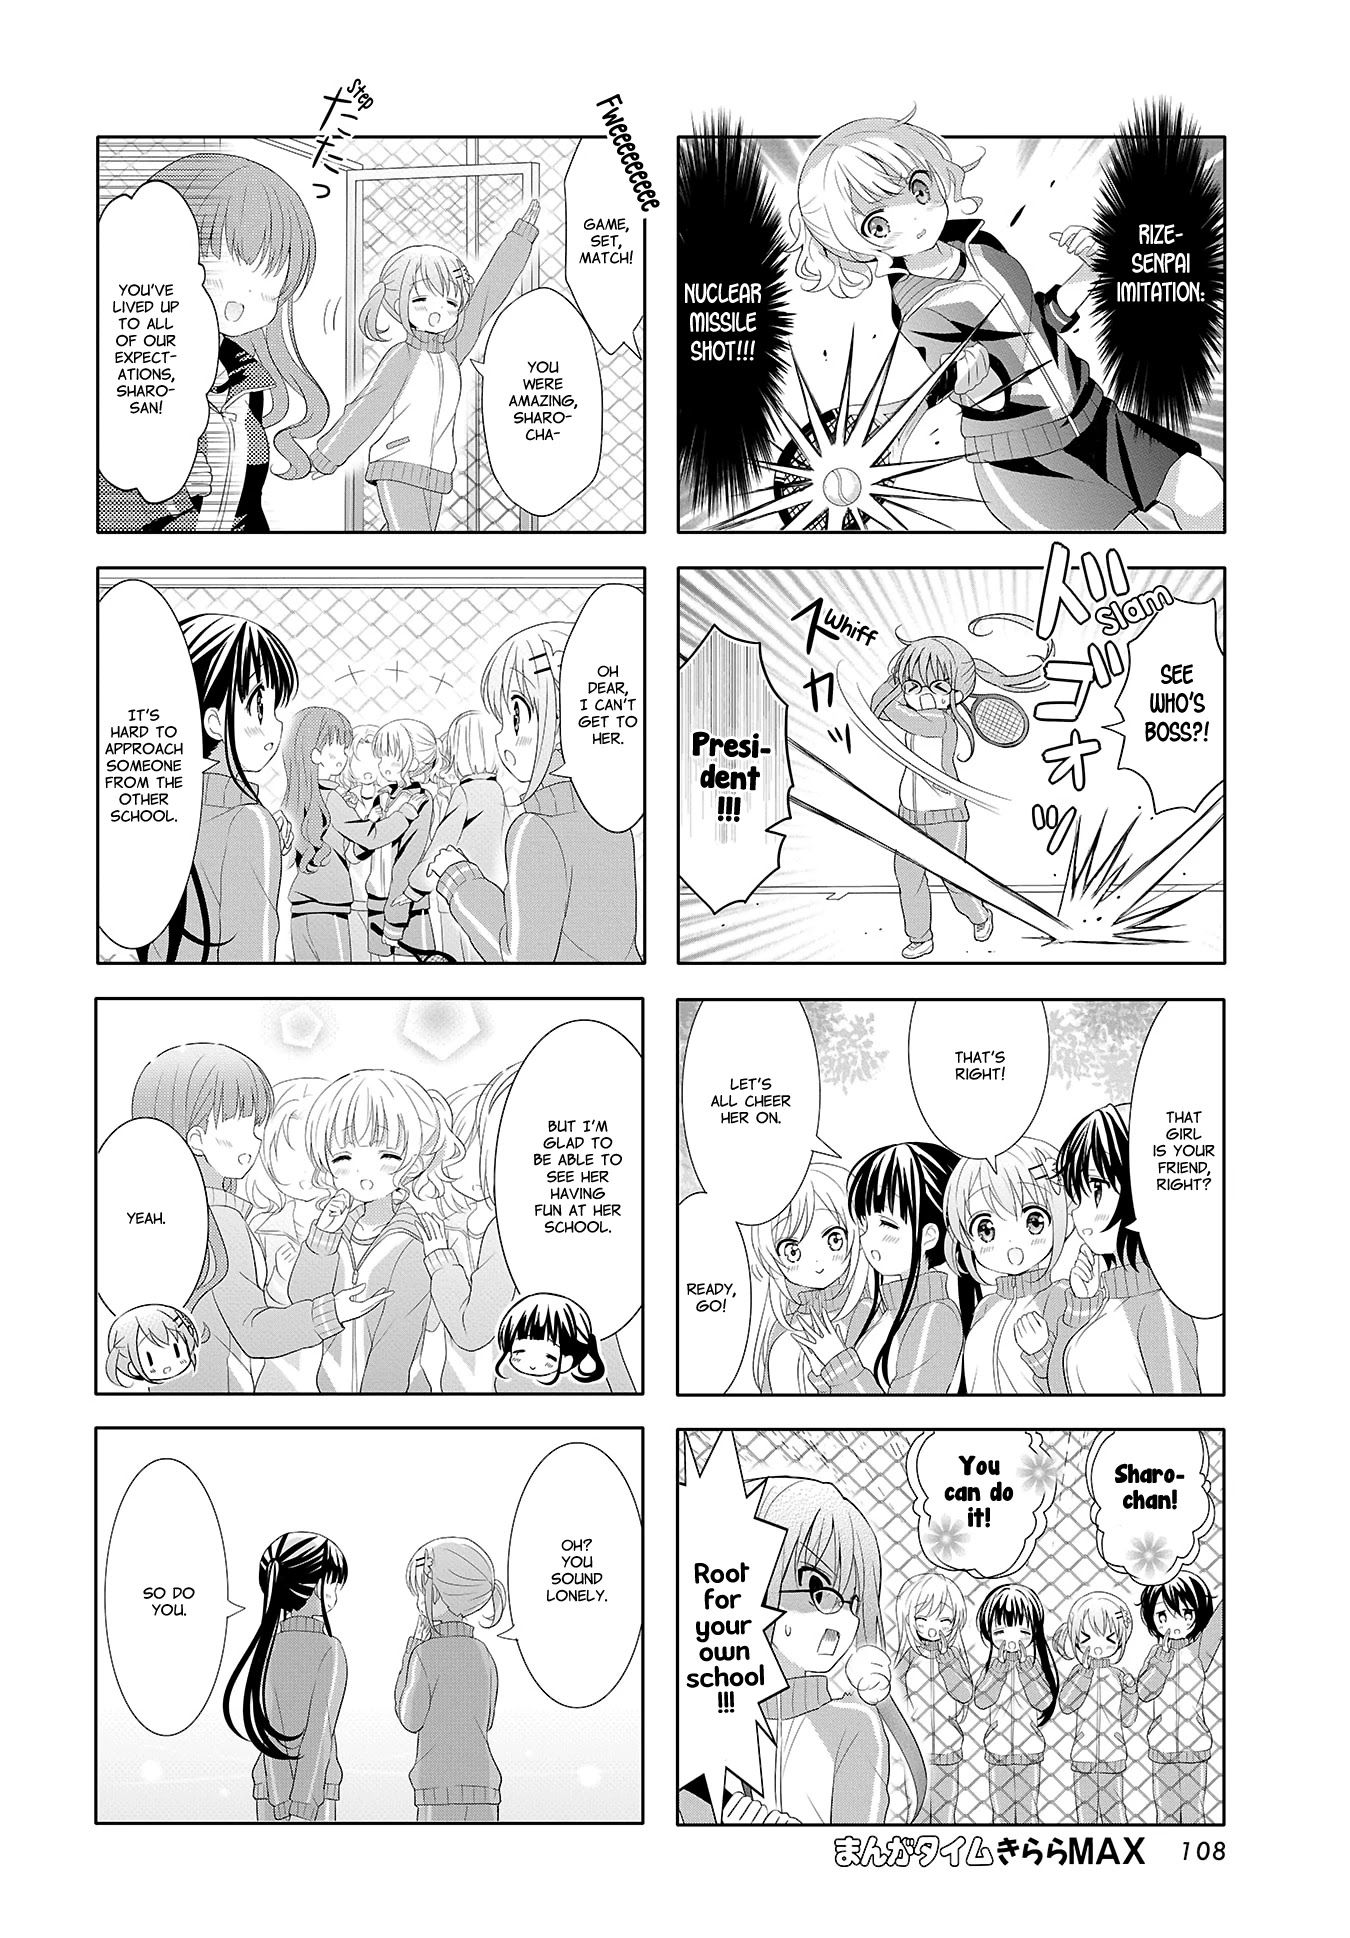 RIZE-
SENPAI
IMITATION:
NUCLEAR
MISSILE
SHOT!!!
SEE
WHO'S
BOSS?!
Slam
ズド
ゴォッ
Whiff
スカッ
Presi-
dent
!!!
THAT
GIRL
IS YOUR
FRIEND,
RIGHT?
THAT'S
RIGHT!
LET'S
ALL CHEER
HER ON.
READY,
GO!
Sharo-
chan!
You
can do
it!
Root
for
your
own
school
!!!
Fweeeeeeeeee
GAME,
SET,
MATCH!
YOU
WERE
AMAZING,
SHARO-
CHA-
Step
YOU'VE
LIVED UP
TO ALL
OF OUR
EXPECT-
ATIONS,
SHARO-
SAN!
OH
DEAR,
I CAN'T
GET TO
HER.
IT'S
HARD TO
APPROACH
SOMEONE
FROM THE
OTHER
SCHOOL.
BUT I'M
GLAD TO
BE ABLE TO
SEE HER
HAVING
FUN AT HER
SCHOOL.
YEAH.
OH?
YOU
SOUND
LONELY.
SO DO
YOU.
まんがタイムきららMAX 108